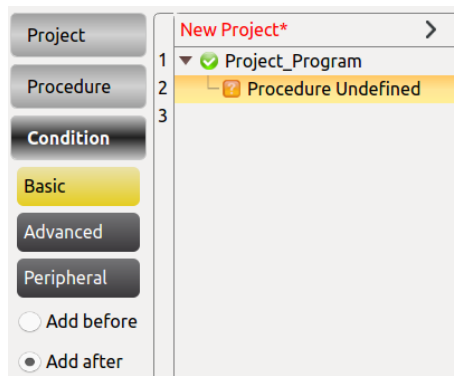 Project
Procedure
Condition
Basic
Advanced
Peripheral
Add before
Add after
New Project*
1 Project_Program
2 Procedure Undefined
3